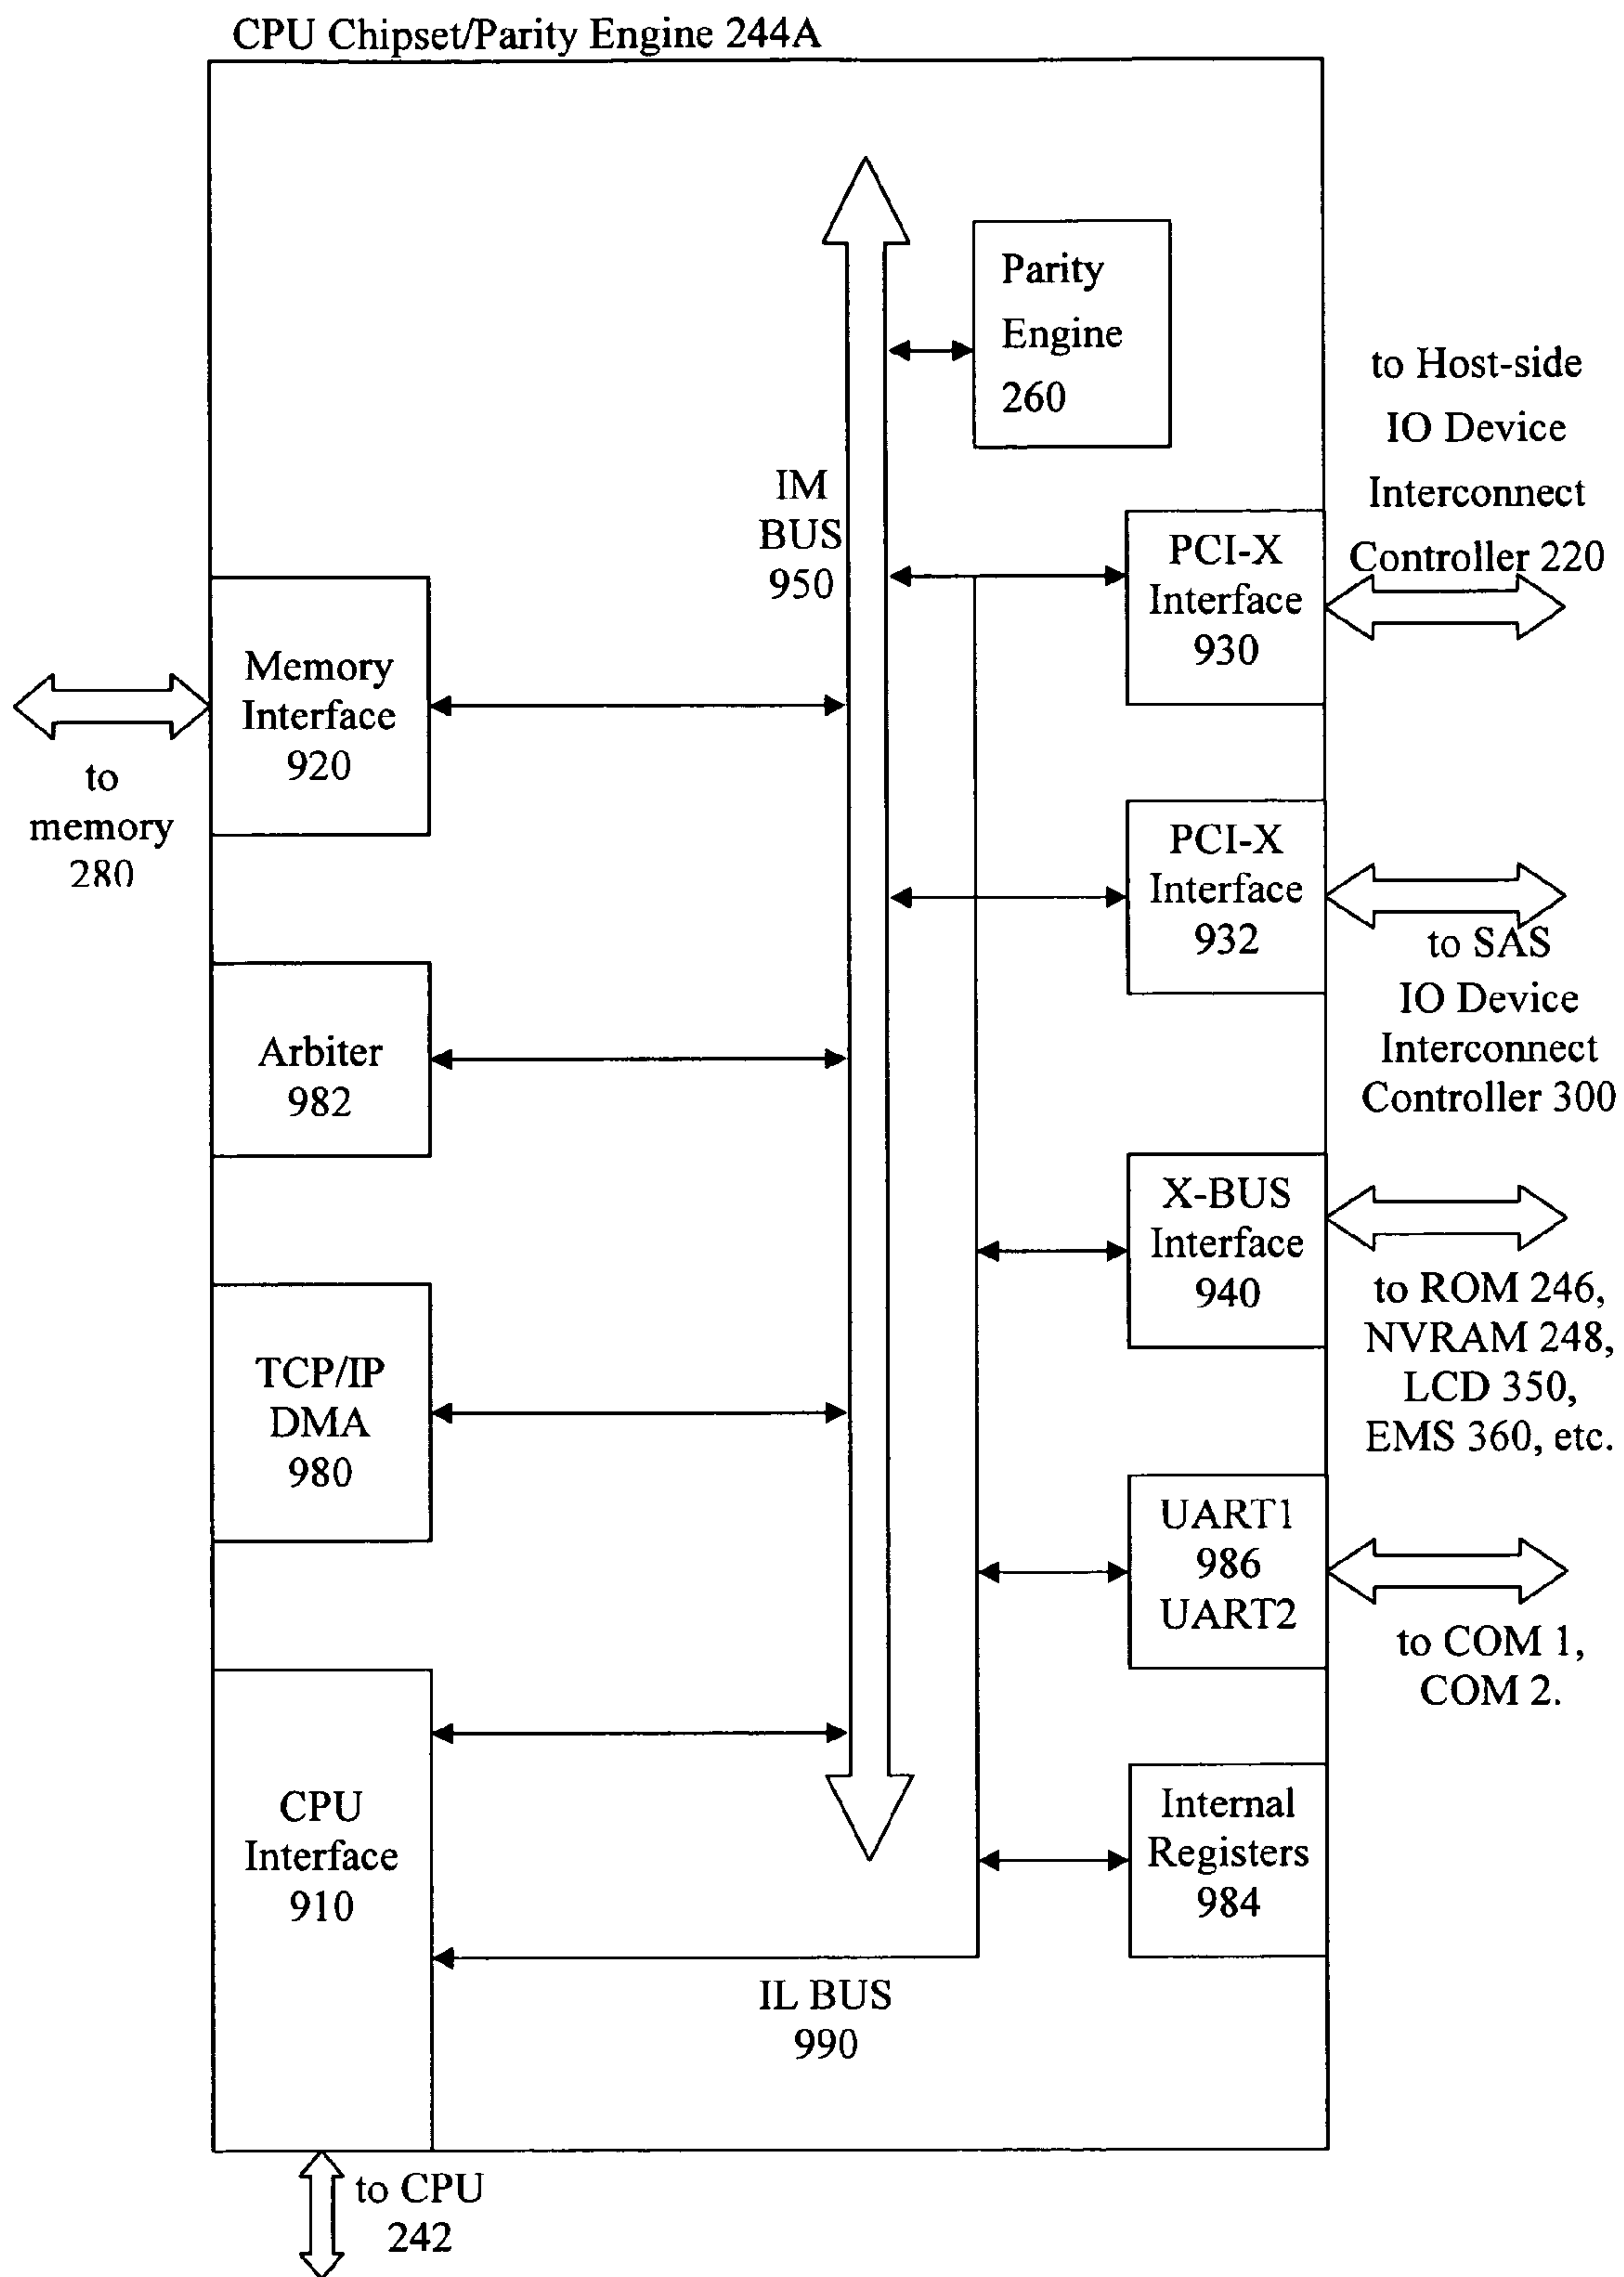 CPU Chipset/Parity Engine 244A
Parity
Engine
260
to Host-side
IO Device
Interconnect
Controller 220
IM
BUS
950
PCI-X
Interface
930
Memory
Interface
920
to
memory
280
PCI-X
Interface
932
to SAS
IO Device
Interconnect
Controller 300
Arbiter
982
X-BUS
Interface
940
to ROM 246,
NVRAM 248,
LCD 350,
EMS 360, etc.
TCP/IP
DMA
980
UART1
986
UART2
to COM 1,
COM 2.
CPU
Interface
910
Internal
Registers
984
IL BUS
990
to CPU
242